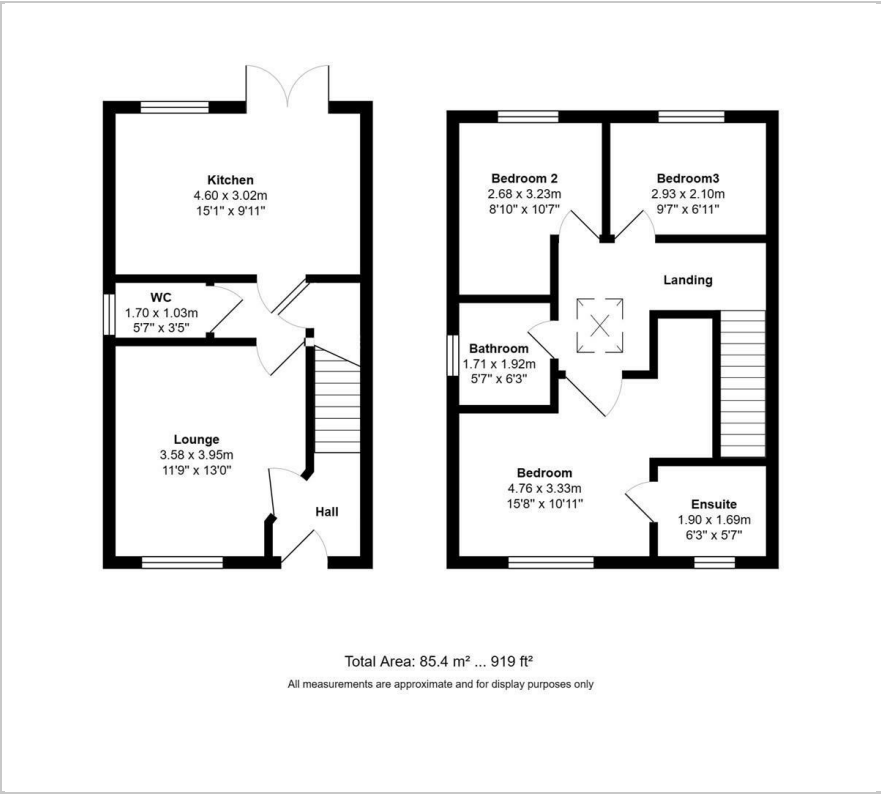 Kitchen
4.60 x 3.02m
15'1" x 9'11"
WC
1.70 x 1.03m
5'7" x 3'5"
Lounge
3.58 x 3.95m
11'9" x 13'0"
Hall
Bedroom 2
2.68 x 3.23m
8'10" x 10'7"
Bedroom3
2.93 x 2.10m
9'7" x 6'11"
Landing
Bathroom
1.71 x 1.92m
5'7" x 6'3"
Bedroom
4.76 x 3.33m
15'8" x 10'11"
Ensuite
1.90 x 1.69m
6'3" x 5'7"
Total Area: 85.4 m² ... 919 ft²
All measurements are approximate and for display purposes only